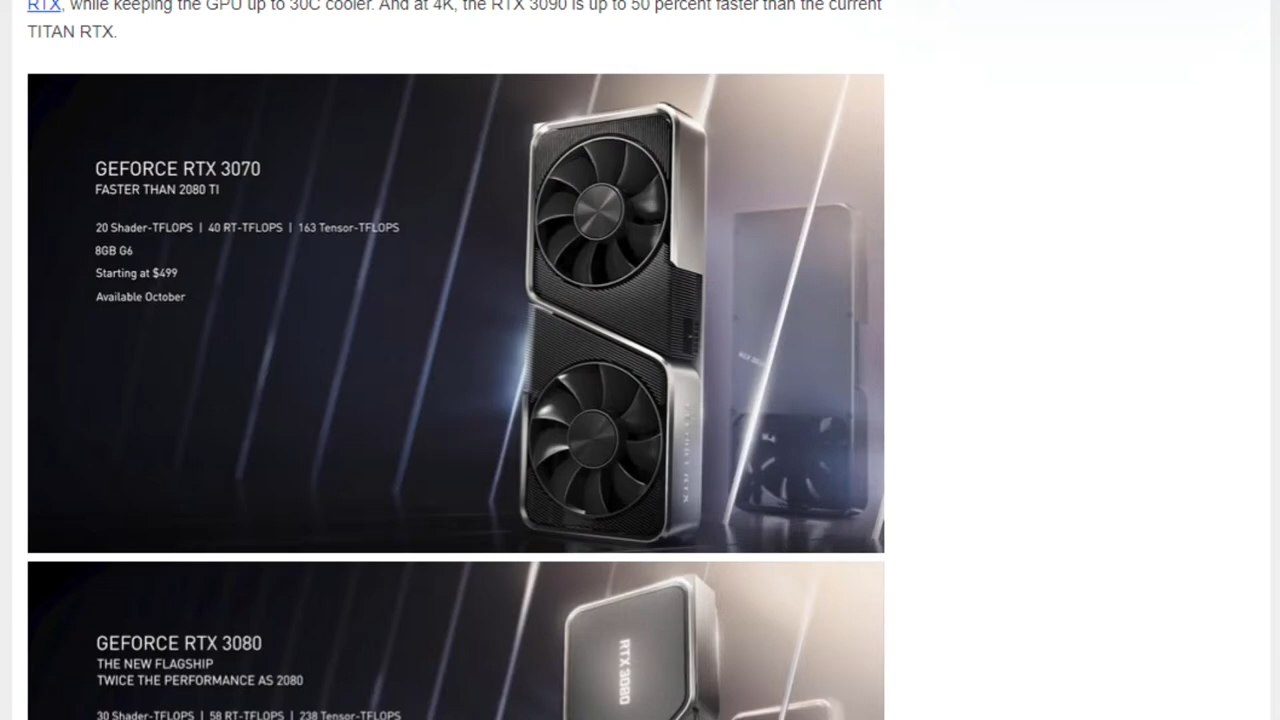 RTX, while keeping the GPU up to 30C cooler. And at 4K, the RTX 3090 is up to 50 percent faster than the current
TITAN RTX.
GEFORCE RTX 3070
FASTER THAN 2080 TI
20 Shader-TFLOPS | 40 RT-TFLOPS | 163 Tensor-TFLOPS
8GB G6
Starting at $499
Available October
GEFORCE RTX 3080
THE NEW FLAGSHIP
TWICE THE PERFORMANCE AS 2080
30 Shader-TFLOPS | 58 RT-TFLOPS | 238 Tensor-TFLOPS
RTX 3080